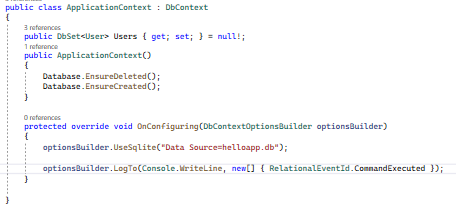 public class ApplicationContext : DbContext
{
3 references
public DbSet<User> Users { get; set; } = null!;
1 reference
public ApplicationContext()
{
Database.EnsureDeleted();
Database.EnsureCreated();
}
0 references
protected override void OnConfiguring(DbContextOptionsBuilder optionsBuilder)
{
optionsBuilder.UseSqlite("Data Source=helloapp.db");
optionsBuilder.LogTo(Console.WriteLine, new[] { RelationalEventId.CommandExecuted });
}
}